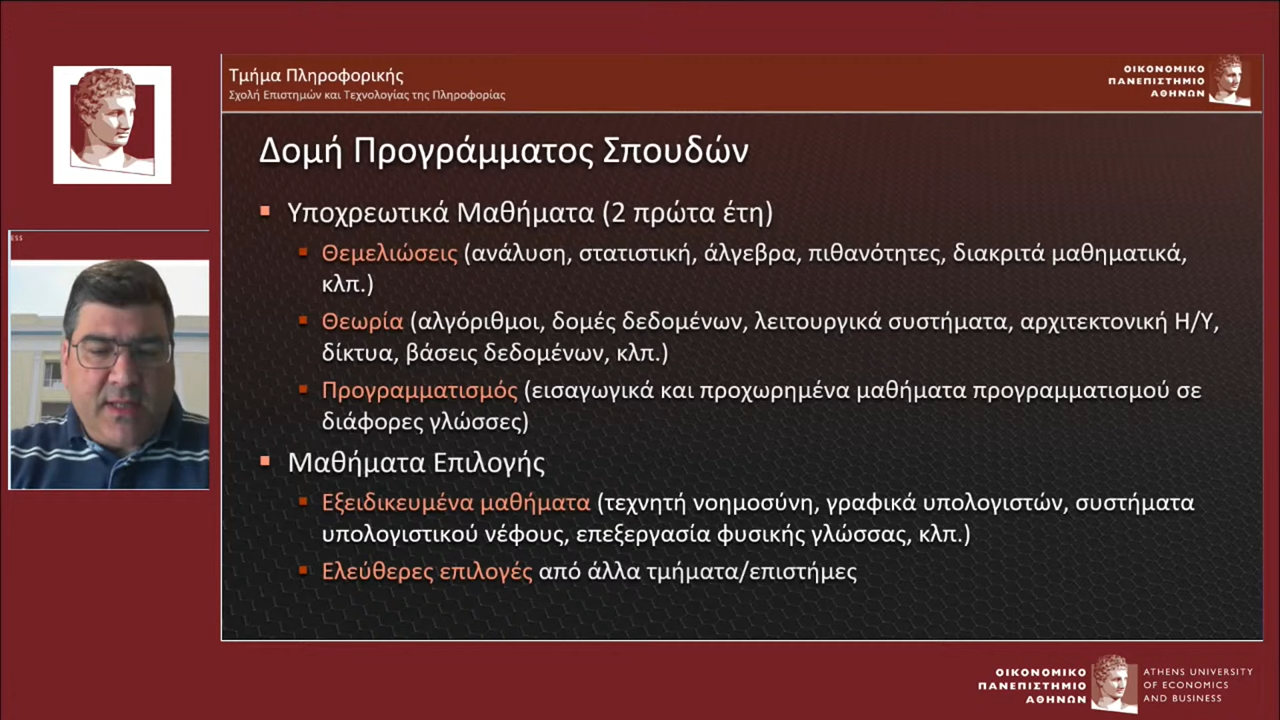 Τμήμα Πληροφορικής
Σχολή Επιστημών και Τεχνολογίας της Πληροφορίας
ΟΙΚΟΝΟΜΙΚΟ
ΠΑΝΕΠΙΣΤΗΜΙΟ
ΑΘΗΝΩΝ
Δομή Προγράμματος Σπουδών
Υποχρεωτικά Μαθήματα (2 πρώτα έτη)
Θεμελιώσεις (ανάλυση, στατιστική, άλγεβρα, πιθανότητες, διακριτά μαθηματικά,
κλπ.)
Θεωρία (αλγόριθμοι, δομές δεδομένων, λειτουργικά συστήματα, αρχιτεκτονική Η/Υ,
δίκτυα, βάσεις δεδομένων, κλπ.)
Προγραμματισμός (εισαγωγικά και προχωρημένα μαθήματα προγραμματισμού σε
διάφορες γλώσσες)
Μαθήματα Επιλογής
Εξειδικευμένα μαθήματα (τεχνητή νοημοσύνη, γραφικά υπολογιστών, συστήματα
υπολογιστικού νέφους, επεξεργασία φυσικής γλώσσας, κλπ.)
Ελεύθερες επιλογές από άλλα τμήματα/επιστήμες
ESS
ΟΙΚΟΝΟΜΙΚΟ
ΠΑΝΕΠΙΣΤΗΜΙΟ
ΑΘΗΝΩΝ
ATHENS UNIVERSITY
OF ECONOMICS
AND BUSINESS